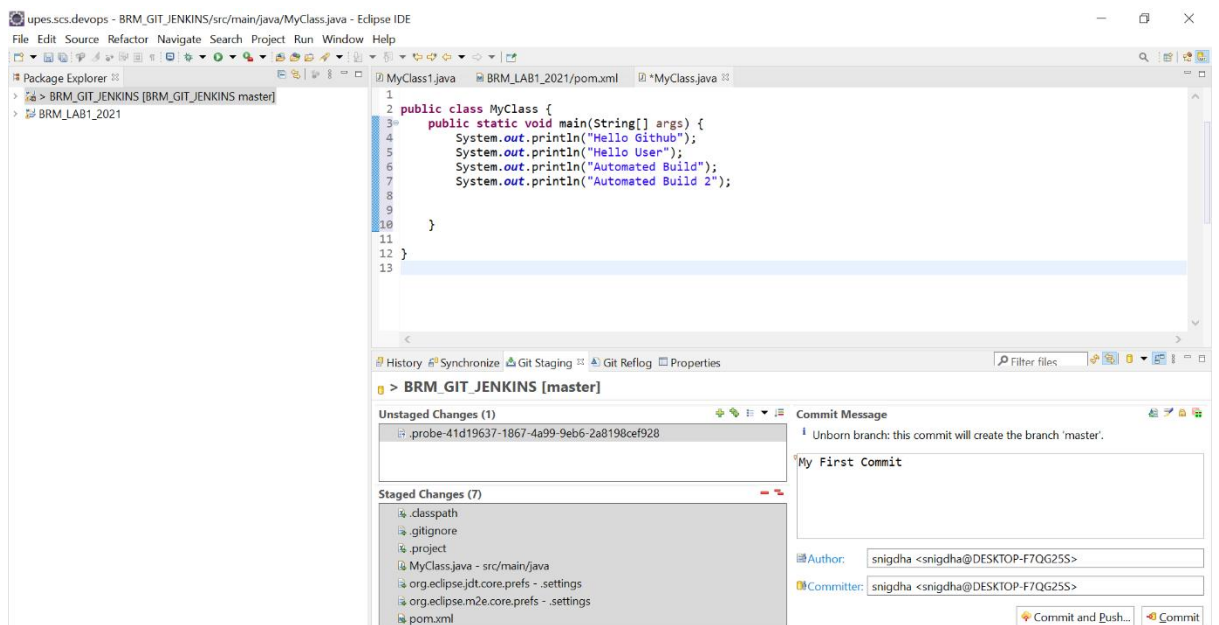 upes.scs.devops - BRM_GIT_JENKINS/src/main/java/MyClass.java - Eclipse IDE
File Edit Source Refactor Navigate Search Project Run Window Help
Package Explorer
> BRM_GIT_JENKINS [BRM_GIT_JENKINS master]
BRM_LAB1_2021
MyClass1.java BRM_LAB1_2021/pom.xml *MyClass.java
1
2 public class MyClass {
3 public static void main(String[] args) {
4 System.out.println("Hello Github");
5 System.out.println("Hello User");
6 System.out.println("Automated Build");
7 System.out.println("Automated Build 2");
8
9
10 }
11
12 }
13
History Synchronize Git Staging Git Reflog Properties
Filter files
> BRM_GIT_JENKINS [master]
Unstaged Changes (1)
.probe-41d19637-1867-4a99-9eb6-2a8198cef928
Staged Changes (7)
.classpath
.gitignore
.project
MyClass.java - src/main/java
org.eclipse.jdt.core.prefs - .settings
org.eclipse.m2e.core.prefs - .settings
pom.xml
Commit Message
Unborn branch: this commit will create the branch 'master'.
My First Commit
Author: snigdha <snigdha@DESKTOP-F7QG25S>
Committer: snigdha <snigdha@DESKTOP-F7QG25S>
Commit and Push... Commit